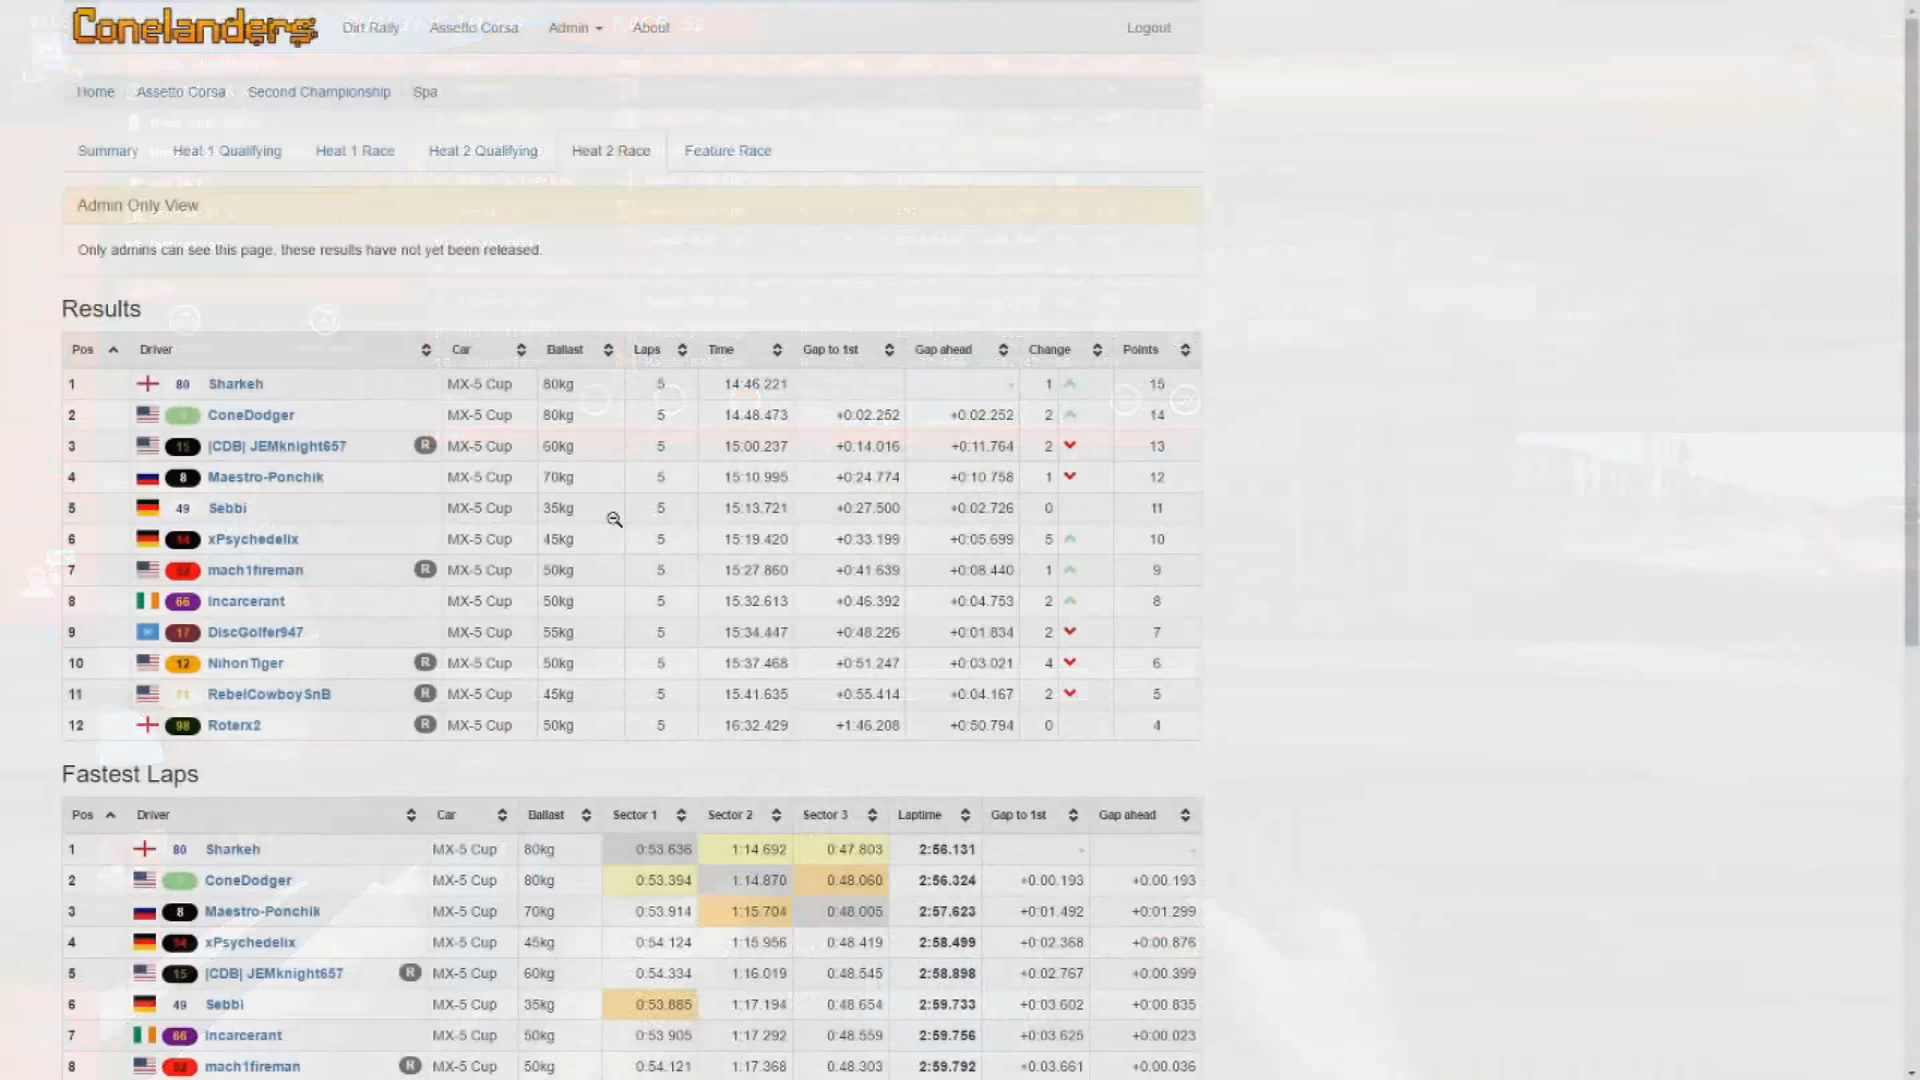 Conelanders Dirt Rally Assetto Corsa Admin About Logout
Home Assetto Corsa Second Championship Spa
Summary Heat 1 Qualifying Heat 1 Race Heat 2 Qualifying Heat 2 Race Feature Race
Admin Only View
Only admins can see this page, these results have not yet been released.
Results
Pos Driver Car Ballast Laps Time Gap to 1st Gap ahead Change Points
1 80 Sharkeh MX-5 Cup 80kg 5 14:46.221 - 1 15
2 ConeDodger MX-5 Cup 80kg 5 14:48.473 +0:02.252 +0:02.252 2 14
3 15 |CDB| JEMknight657 R MX-5 Cup 60kg 5 15:00.237 +0:14.016 +0:11.764 2 13
4 8 Maestro-Ponchik MX-5 Cup 70kg 5 15:10.995 +0:24.774 +0:10.758 1 12
5 49 Sebbi MX-5 Cup 35kg 5 15:13.721 +0:27.500 +0:02.726 0 11
6 xPsychedelix MX-5 Cup 45kg 5 15:19.420 +0:33.199 +0:05.699 5 10
7 mach1fireman R MX-5 Cup 50kg 5 15:27.860 +0:41.639 +0:08.440 1 9
8 66 Incarcerant MX-5 Cup 50kg 5 15:32.613 +0:46.392 +0:04.753 2 8
9 17 DiscGolfer947 MX-5 Cup 55kg 5 15:34.447 +0:48.226 +0:01.834 2 7
10 12 NihonTiger R MX-5 Cup 50kg 5 15:37.468 +0:51.247 +0:03.021 4 6
11 RebelCowboySnB R MX-5 Cup 45kg 5 15:41.635 +0:55.414 +0:04.167 2 5
12 98 Roterx2 R MX-5 Cup 50kg 5 16:32.429 +1:46.208 +0:50.794 0 4
Fastest Laps
Pos Driver Car Ballast Sector 1 Sector 2 Sector 3 Laptime Gap to 1st Gap ahead
1 80 Sharkeh MX-5 Cup 80kg 0:53.636 1:14.692 0:47.803 2:56.131 - -
2 ConeDodger MX-5 Cup 80kg 0:53.394 1:14.870 0:48.060 2:56.324 +0:00.193 +0:00.193
3 8 Maestro-Ponchik MX-5 Cup 70kg 0:53.914 1:15.704 0:48.005 2:57.623 +0:01.492 +0:01.299
4 xPsychedelix MX-5 Cup 45kg 0:54.124 1:15.956 0:48.419 2:58.499 +0:02.368 +0:00.876
5 15 |CDB| JEMknight657 R MX-5 Cup 60kg 0:54.334 1:16.019 0:48.545 2:58.898 +0:02.767 +0:00.399
6 49 Sebbi MX-5 Cup 35kg 0:53.885 1:17.194 0:48.654 2:59.733 +0:03.602 +0:00.835
7 66 Incarcerant MX-5 Cup 50kg 0:53.905 1:17.292 0:48.559 2:59.756 +0:03.625 +0:00.023
8 mach1fireman R MX-5 Cup 50kg 0:54.121 1:17.368 0:48.303 2:59.792 +0:03.661 +0:00.036